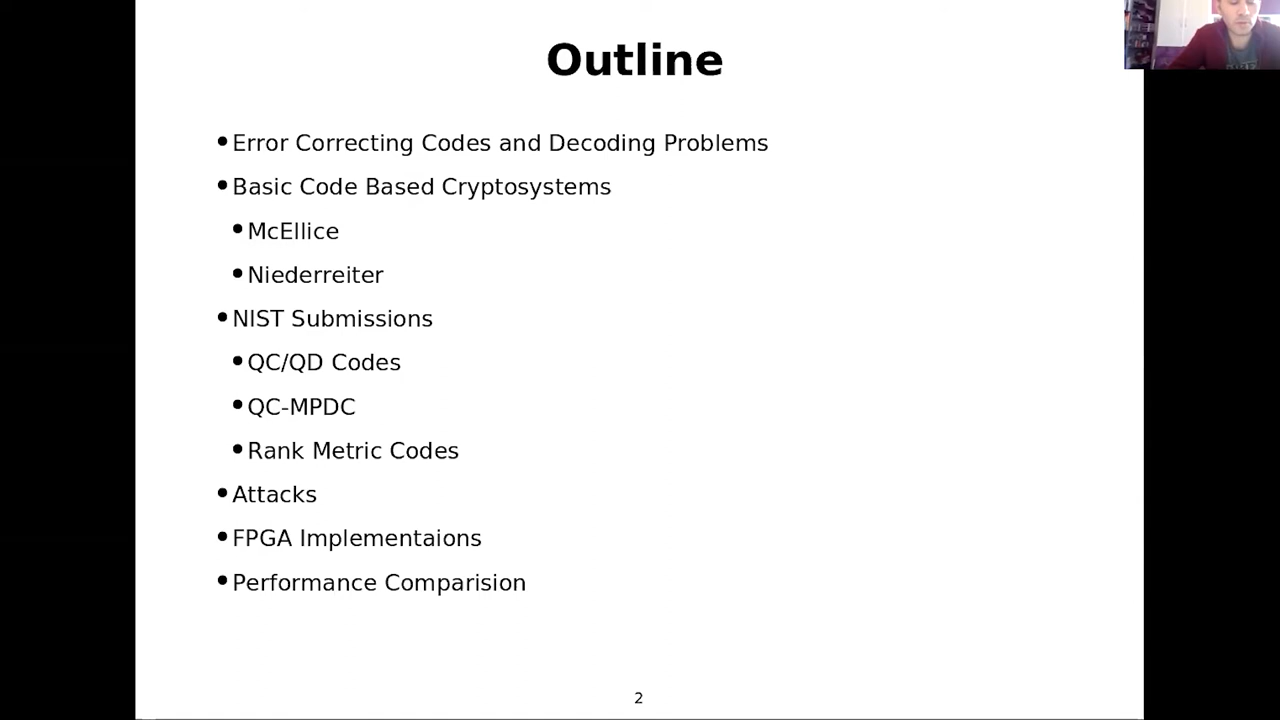 Outline
Error Correcting Codes and Decoding Problems
Basic Code Based Cryptosystems
McEllice
Niederreiter
NIST Submissions
QC/QD Codes
QC-MPDC
Rank Metric Codes
Attacks
FPGA Implementaions
Performance Comparision
2